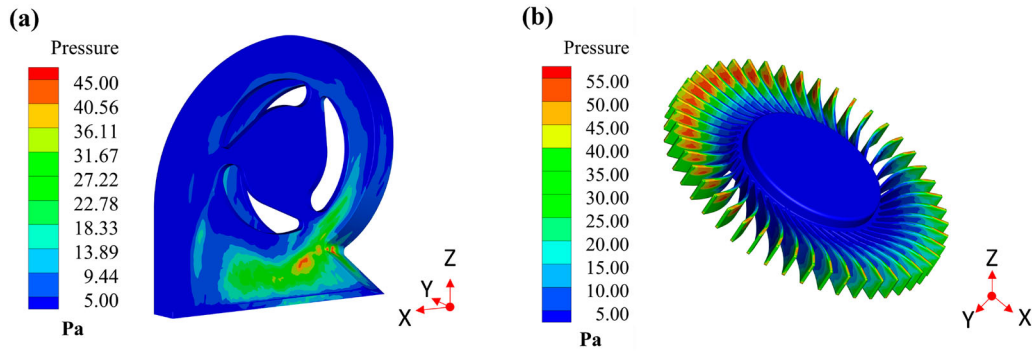 (a)
Pressure
45.00
40.56
36.11
31.67
27.22
22.78
18.33
13.89
9.44
5.00
Pa
Z
Y
X
(b)
Pressure
55.00
50.00
45.00
40.00
35.00
30.00
25.00
20.00
15.00
10.00
5.00
Pa
Z
Y
X